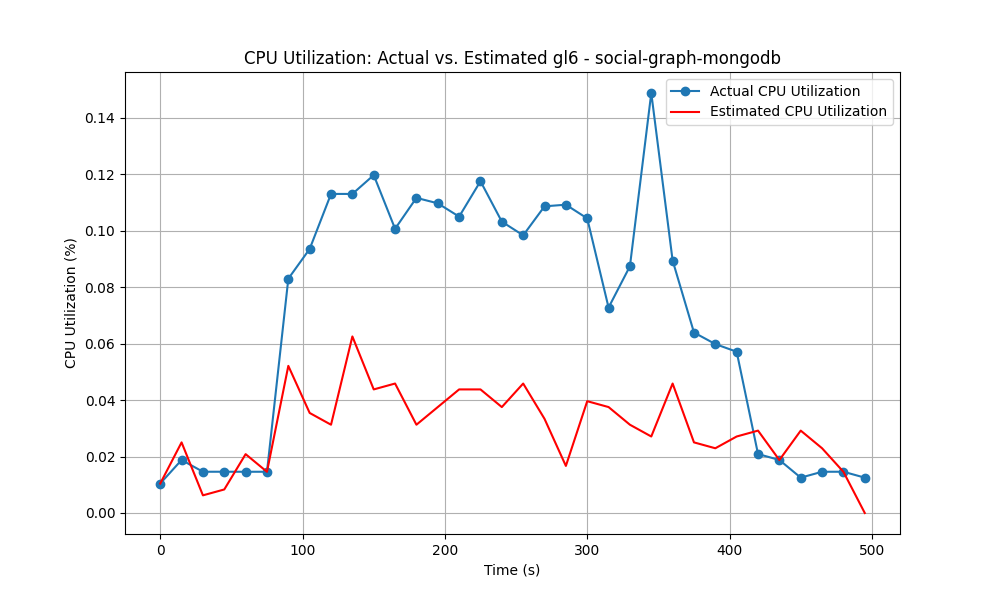 CPU Utilization: Actual vs. Estimated gl6 - social-graph-mongodb
Actual CPU Utilization
Estimated CPU Utilization
CPU Utilization (%)
0.14
0.12
0.10
0.08
0.06
0.04
0.02
0.00
0 100 200 300 400 500
Time (s)